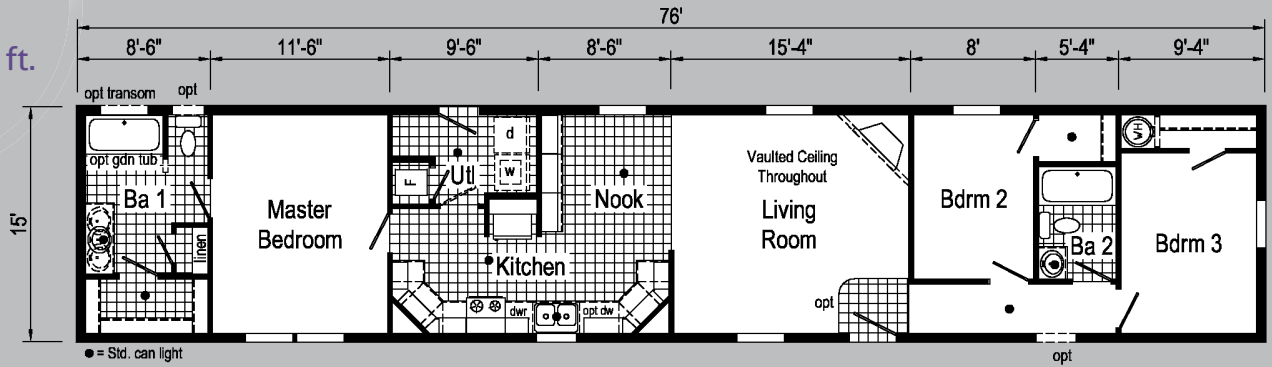 76'
8'-6" 11'-6" 9'-6" 8'-6" 15'-4" 8' 5'-4" 9'-4"
ft.
opt transom opt
15'
opt gdn tub
Ba 1
linen
Master
Bedroom
F
Utl
d
w
Nook
Kitchen
dwr
opt dw
Vaulted Ceiling
Throughout
Living
Room
opt
Bdrm 2
WH
Ba 2
Bdrm 3
opt
● = Std. can light